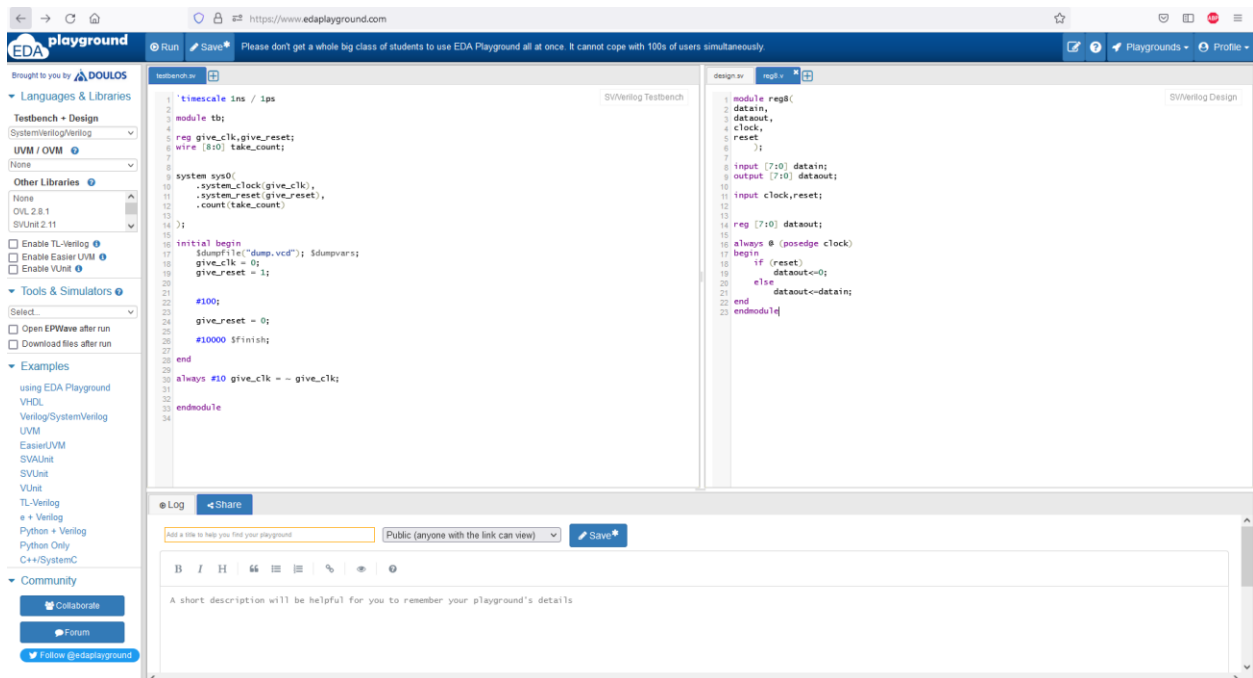 https://www.edaplayground.com
ABP
EDA playground
Run
Save*
Please don't get a whole big class of students to use EDA Playground all at once. It cannot cope with 100s of users simultaneously.
Playgrounds
Profile
Brought to you by DOULOS
Languages & Libraries
Testbench + Design
SystemVerilog/Verilog
UVM / OVM
None
Other Libraries
None
OVL 2.8.1
SVUnit 2.11
Enable TL-Verilog
Enable Easier UVM
Enable VUnit
Tools & Simulators
Select...
Open EPWave after run
Download files after run
Examples
using EDA Playground
VHDL
Verilog/SystemVerilog
UVM
EasierUVM
SVAUnit
SVUnit
VUnit
TL-Verilog
e + Verilog
Python + Verilog
Python Only
C++/SystemC
Community
Collaborate
Forum
Follow @edaplayground
testbench.sv
SV/Verilog Testbench
1 `timescale 1ns / 1ps
2
3 module tb;
4
5 reg give_clk,give_reset;
6 wire [8:0] take_count;
7
8
9 system sys0(
10 .system_clock(give_clk),
11 .system_reset(give_reset),
12 .count(take_count)
13
14 );
15
16 initial begin
17 $dumpfile("dump.vcd"); $dumpvars;
18 give_clk = 0;
19 give_reset = 1;
20
21
22 #100;
23
24 give_reset = 0;
25
26 #10000 $finish;
27
28 end
29
30 always #10 give_clk = ~ give_clk;
31
32
33 endmodule
34
design.sv
reg8.v
SV/Verilog Design
1 module reg8(
2 datain,
3 dataout,
4 clock,
5 reset
6 );
7
8 input [7:0] datain;
9 output [7:0] dataout;
10
11 input clock,reset;
12
13
14 reg [7:0] dataout;
15
16 always @ (posedge clock)
17 begin
18 if (reset)
19 dataout<=0;
20 else
21 dataout<=datain;
22 end
23 endmodule
Log
Share
Add a title to help you find your playground
Public (anyone with the link can view)
Save*
B I H
A short description will be helpful for you to remember your playground's details